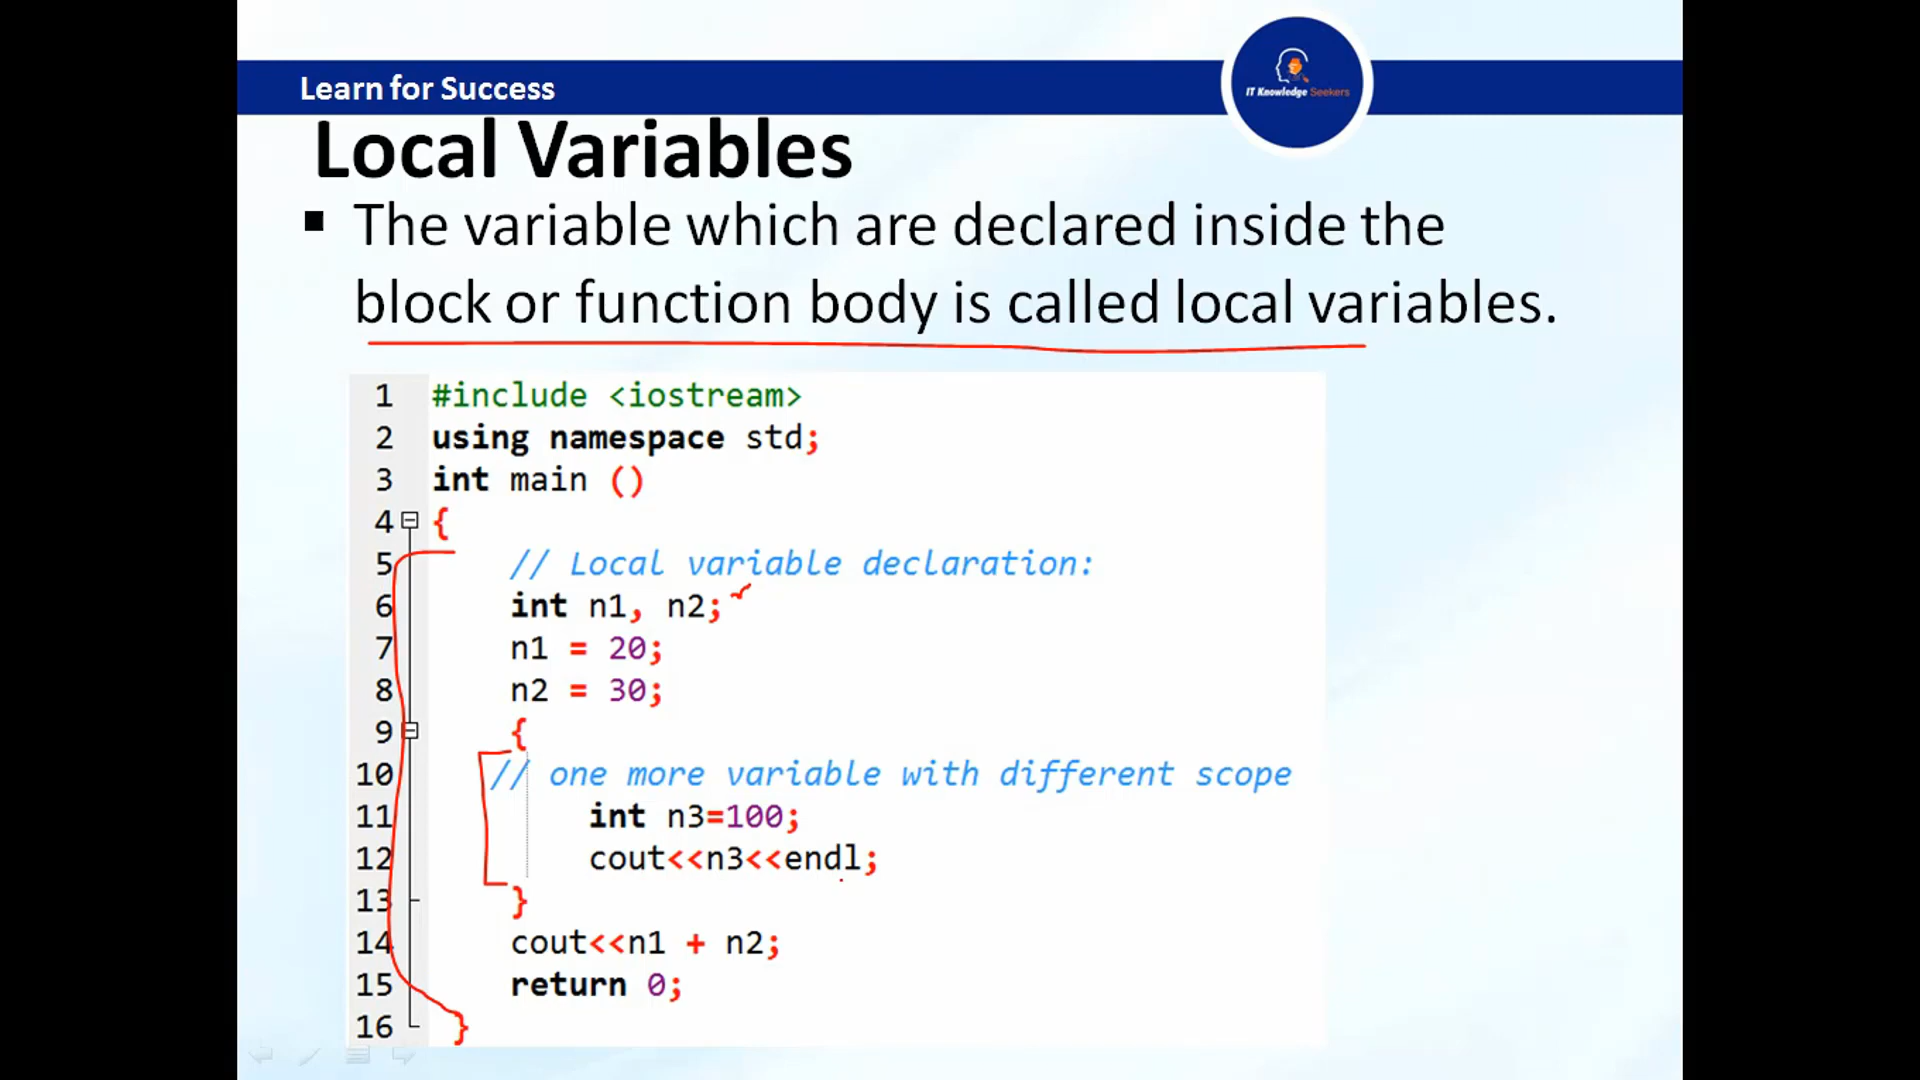 Learn for Success
IT Knowledge Seekers
Local Variables
▪ The variable which are declared inside the
block or function body is called local variables.
1 #include <iostream>
2 using namespace std;
3 int main ()
4 {
5 // Local variable declaration:
6 int n1, n2;
7 n1 = 20;
8 n2 = 30;
9 {
10 // one more variable with different scope
11 int n3=100;
12 cout<<n3<<endl;
13 }
14 cout<<n1 + n2;
15 return 0;
16 }